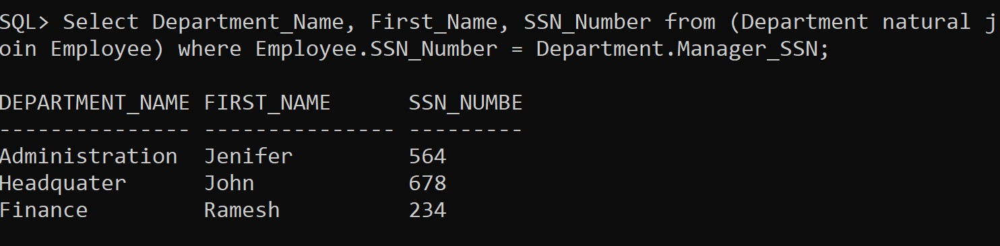 SQL> Select Department_Name, First_Name, SSN_Number from (Department natural j
oin Employee) where Employee.SSN_Number = Department.Manager_SSN;
DEPARTMENT_NAME FIRST_NAME      SSN_NUMBE
--------------- --------------- ---------
Administration  Jenifer         564
Headquater      John            678
Finance         Ramesh          234